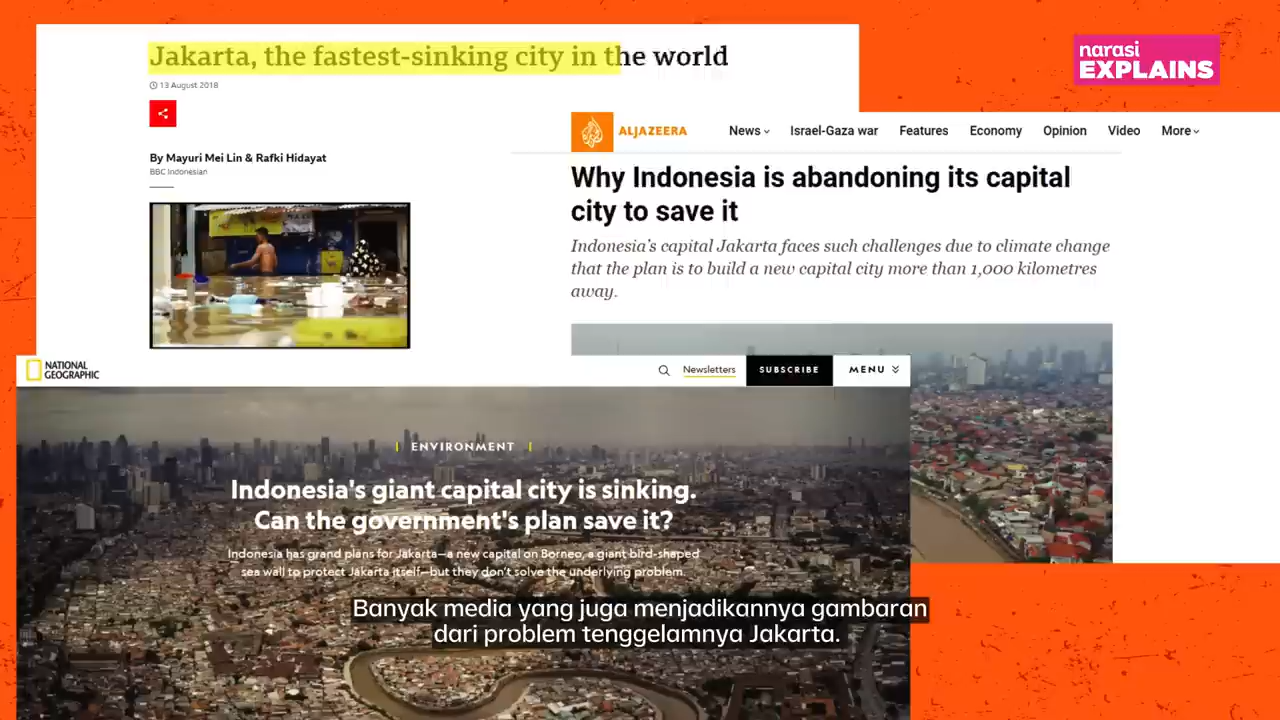 Jakarta, the fastest-sinking city in the world
13 August 2018
By Mayuri Mei Lin & Rafki Hidayat
BBC Indonesian
narasi
EXPLAINS
ALJAZEERA
News
Israel-Gaza war
Features
Economy
Opinion
Video
More
Why Indonesia is abandoning its capital
city to save it
Indonesia's capital Jakarta faces such challenges due to climate change
that the plan is to build a new capital city more than 1,000 kilometres
away.
NATIONAL
GEOGRAPHIC
Newsletters
SUBSCRIBE
MENU
ENVIRONMENT
Indonesia's giant capital city is sinking.
Can the government's plan save it?
Indonesia has grand plans for Jakarta—a new capital on Borneo, a giant bird-shaped
sea wall to protect Jakarta itself—but they don't solve the underlying problem.
Banyak media yang juga menjadikannya gambaran
dari problem tenggelamnya Jakarta.